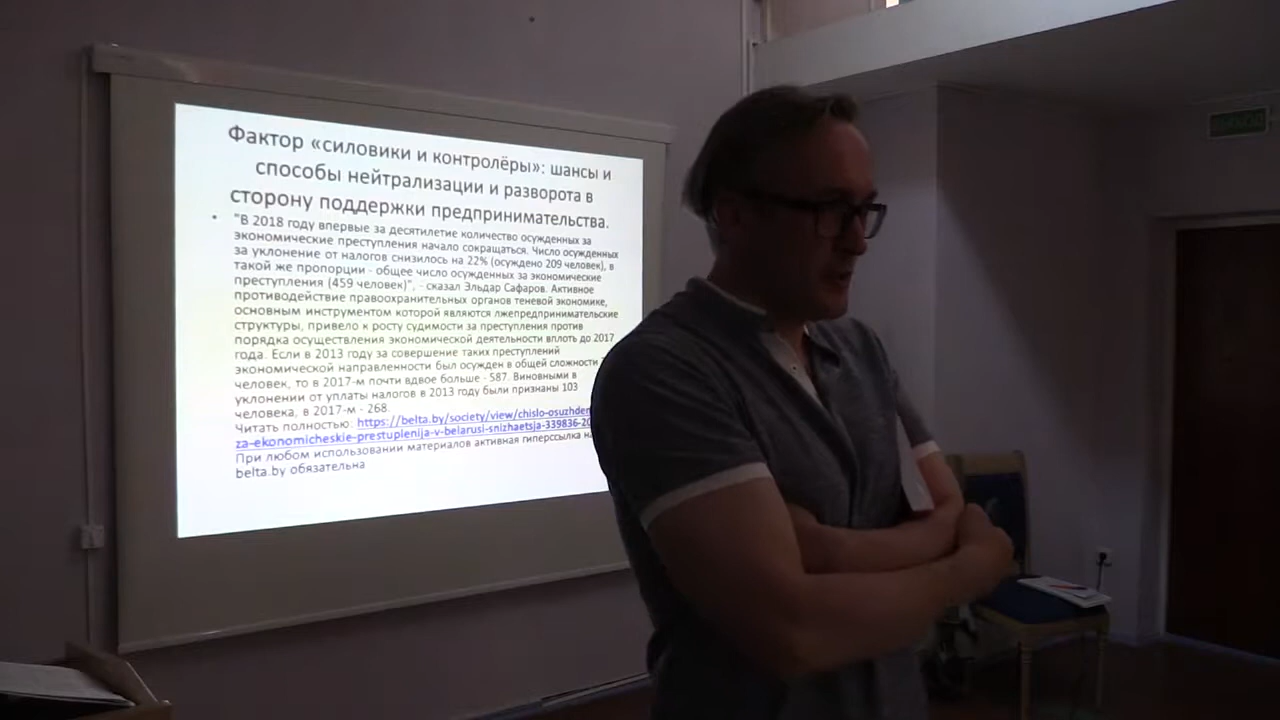 Фактор «силовики и контролёры»: шансы и
способы нейтрализации и разворота в
сторону поддержки предпринимательства.
• "В 2018 году впервые за десятилетие количество осужденных за
экономические преступления начало сокращаться. Число осужденных
за уклонение от налогов снизилось на 22% (осуждено 209 человек), в
такой же пропорции - общее число осужденных за экономические
преступления (459 человек)", - сказал Эльдар Сафаров. Активное
противодействие правоохранительных органов теневой экономике,
основным инструментом которой являются лжепредпринимательские
структуры, привело к росту судимости за преступления против
порядка осуществления экономической деятельности вплоть до 2017
года. Если в 2013 году за совершение таких преступлений
экономической направленности был осужден в общей сложности
человек, то в 2017-м почти вдвое больше - 587. Виновными в
уклонении от уплаты налогов в 2013 году были признаны 103
человека, в 2017-м - 268.
Читать полностью: https://belta.by/society/view/chislo-osuzhden
za-ekonomicheskie-prestuplenija-v-belarusi-snizhaetsja-339836-20
При любом использовании материалов активная гиперссылка
belta.by обязательна